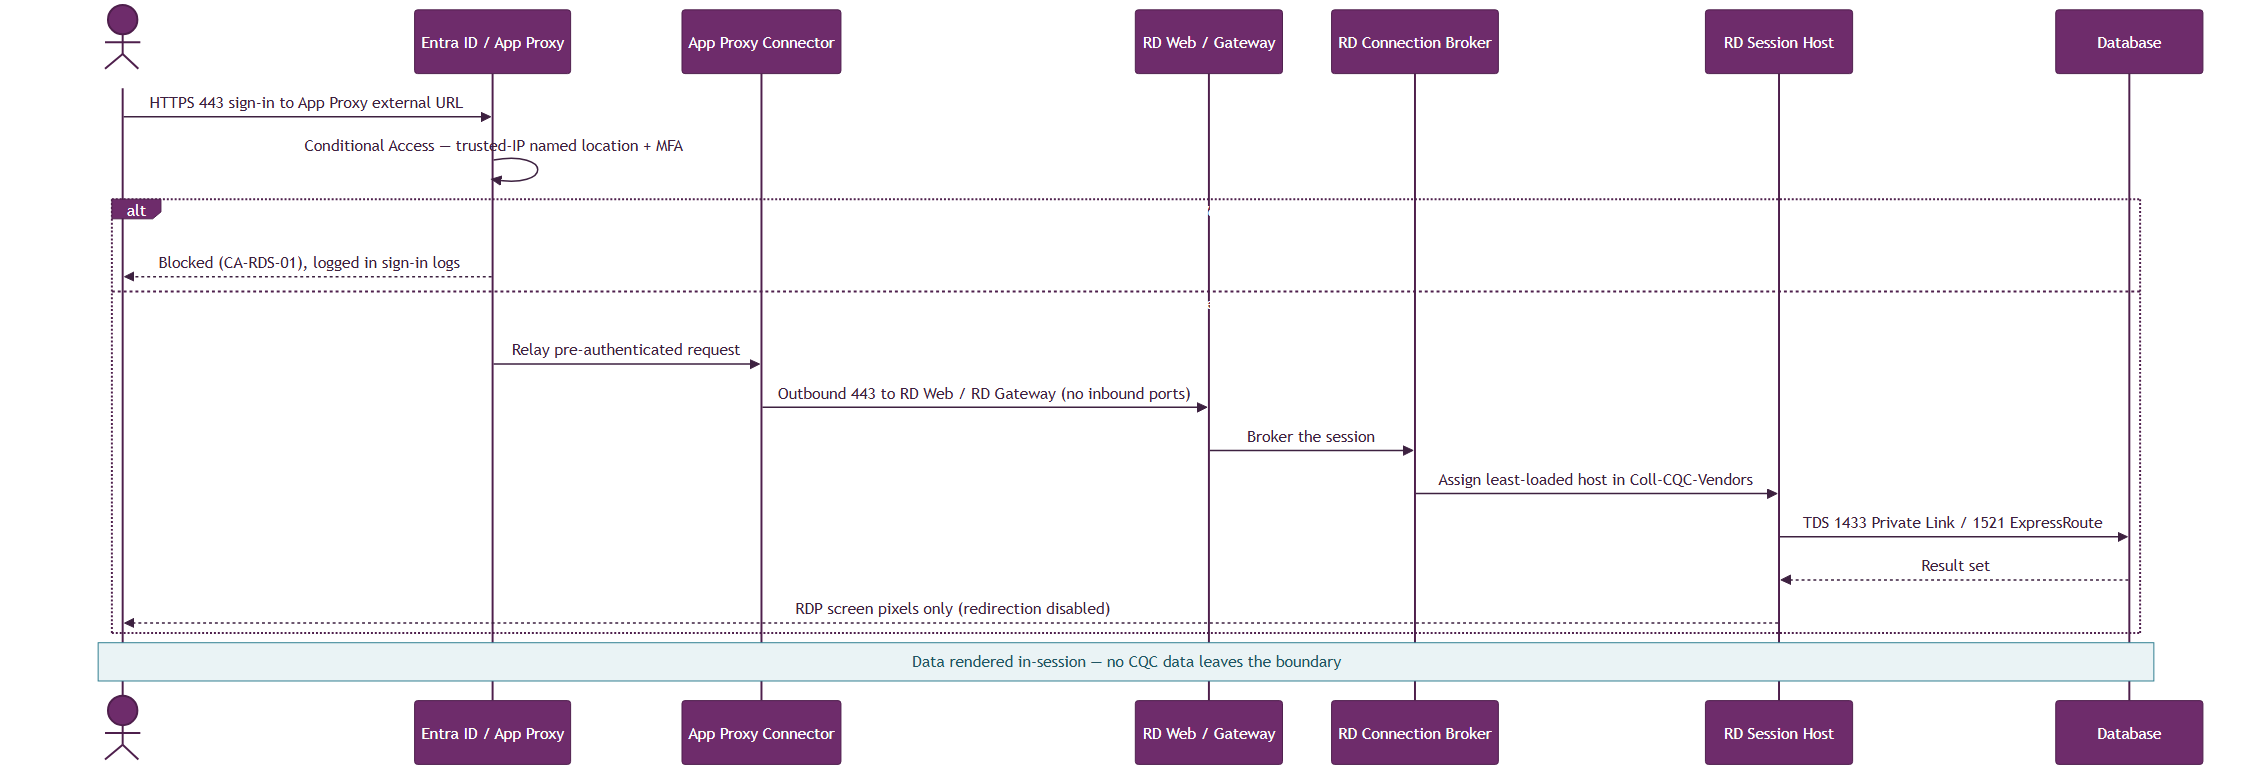 Entra ID / App Proxy
App Proxy Connector
RD Web / Gateway
RD Connection Broker
RD Session Host
Database
HTTPS 443 sign-in to App Proxy external URL
Conditional Access — trusted-IP named location + MFA
alt
Blocked (CA-RDS-01), logged in sign-in logs
Relay pre-authenticated request
Outbound 443 to RD Web / RD Gateway (no inbound ports)
Broker the session
Assign least-loaded host in Coll-CQC-Vendors
TDS 1433 Private Link / 1521 ExpressRoute
Result set
RDP screen pixels only (redirection disabled)
Data rendered in-session — no CQC data leaves the boundary
Entra ID / App Proxy
App Proxy Connector
RD Web / Gateway
RD Connection Broker
RD Session Host
Database